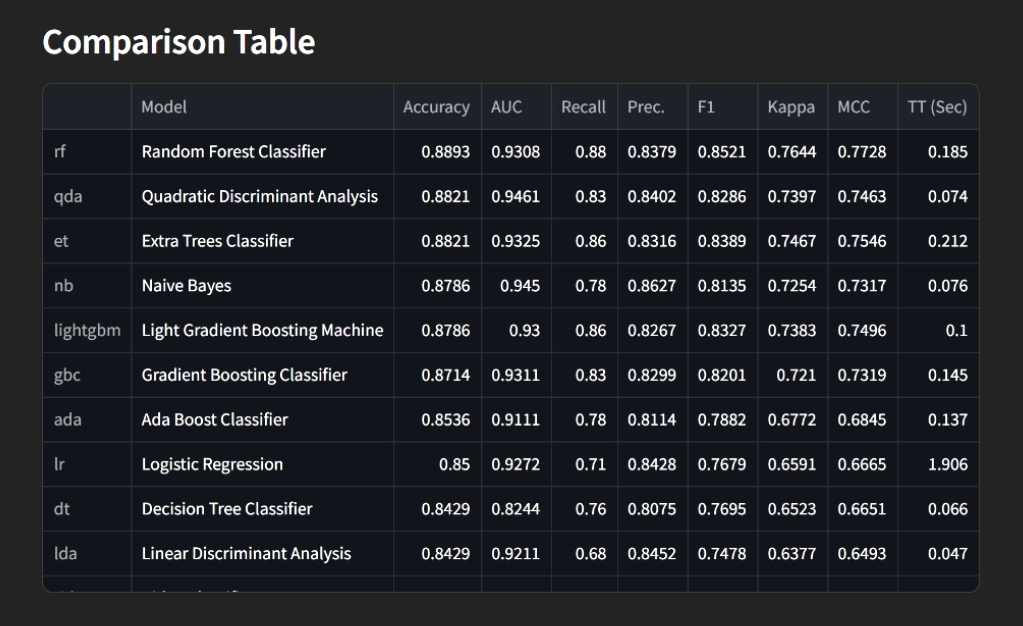 Comparison Table
Model Accuracy AUC Recall Prec. F1 Kappa MCC TT (Sec)
rf Random Forest Classifier 0.8893 0.9308 0.88 0.8379 0.8521 0.7644 0.7728 0.185
qda Quadratic Discriminant Analysis 0.8821 0.9461 0.83 0.8402 0.8286 0.7397 0.7463 0.074
et Extra Trees Classifier 0.8821 0.9325 0.86 0.8316 0.8389 0.7467 0.7546 0.212
nb Naive Bayes 0.8786 0.945 0.78 0.8627 0.8135 0.7254 0.7317 0.076
lightgbm Light Gradient Boosting Machine 0.8786 0.93 0.86 0.8267 0.8327 0.7383 0.7496 0.1
gbc Gradient Boosting Classifier 0.8714 0.9311 0.83 0.8299 0.8201 0.721 0.7319 0.145
ada Ada Boost Classifier 0.8536 0.9111 0.78 0.8114 0.7882 0.6772 0.6845 0.137
lr Logistic Regression 0.85 0.9272 0.71 0.8428 0.7679 0.6591 0.6665 1.906
dt Decision Tree Classifier 0.8429 0.8244 0.76 0.8075 0.7695 0.6523 0.6651 0.066
lda Linear Discriminant Analysis 0.8429 0.9211 0.68 0.8452 0.7478 0.6377 0.6493 0.047